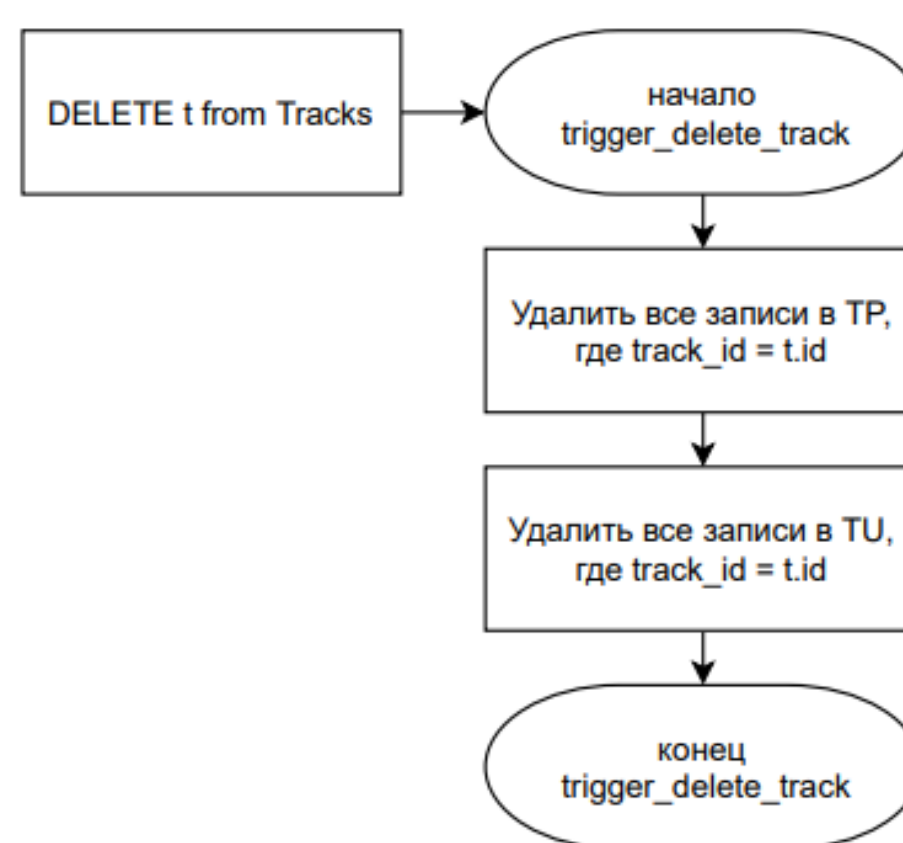 DELETE t from Tracks
начало
trigger_delete_track
Удалить все записи в TP,
где track_id = t.id
Удалить все записи в TU,
где track_id = t.id
конец
trigger_delete_track